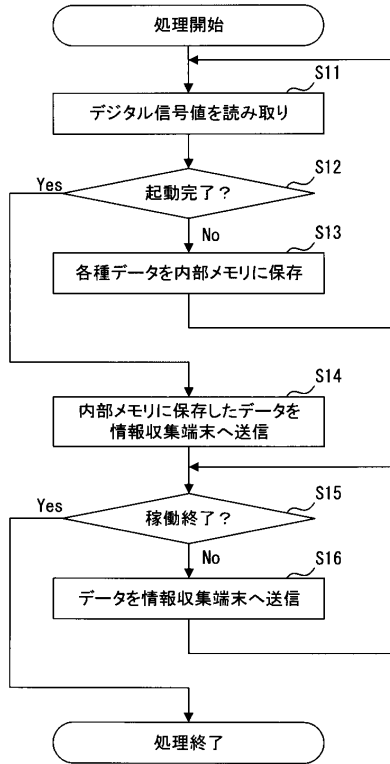 処理開始
S11
デジタル信号値を読み取り
S12
Yes
起動完了?
No
S13
各種データを内部メモリに保存
S14
内部メモリに保存したデータを
情報収集端末へ送信
S15
Yes
稼働終了?
No
S16
データを情報収集端末へ送信
処理終了